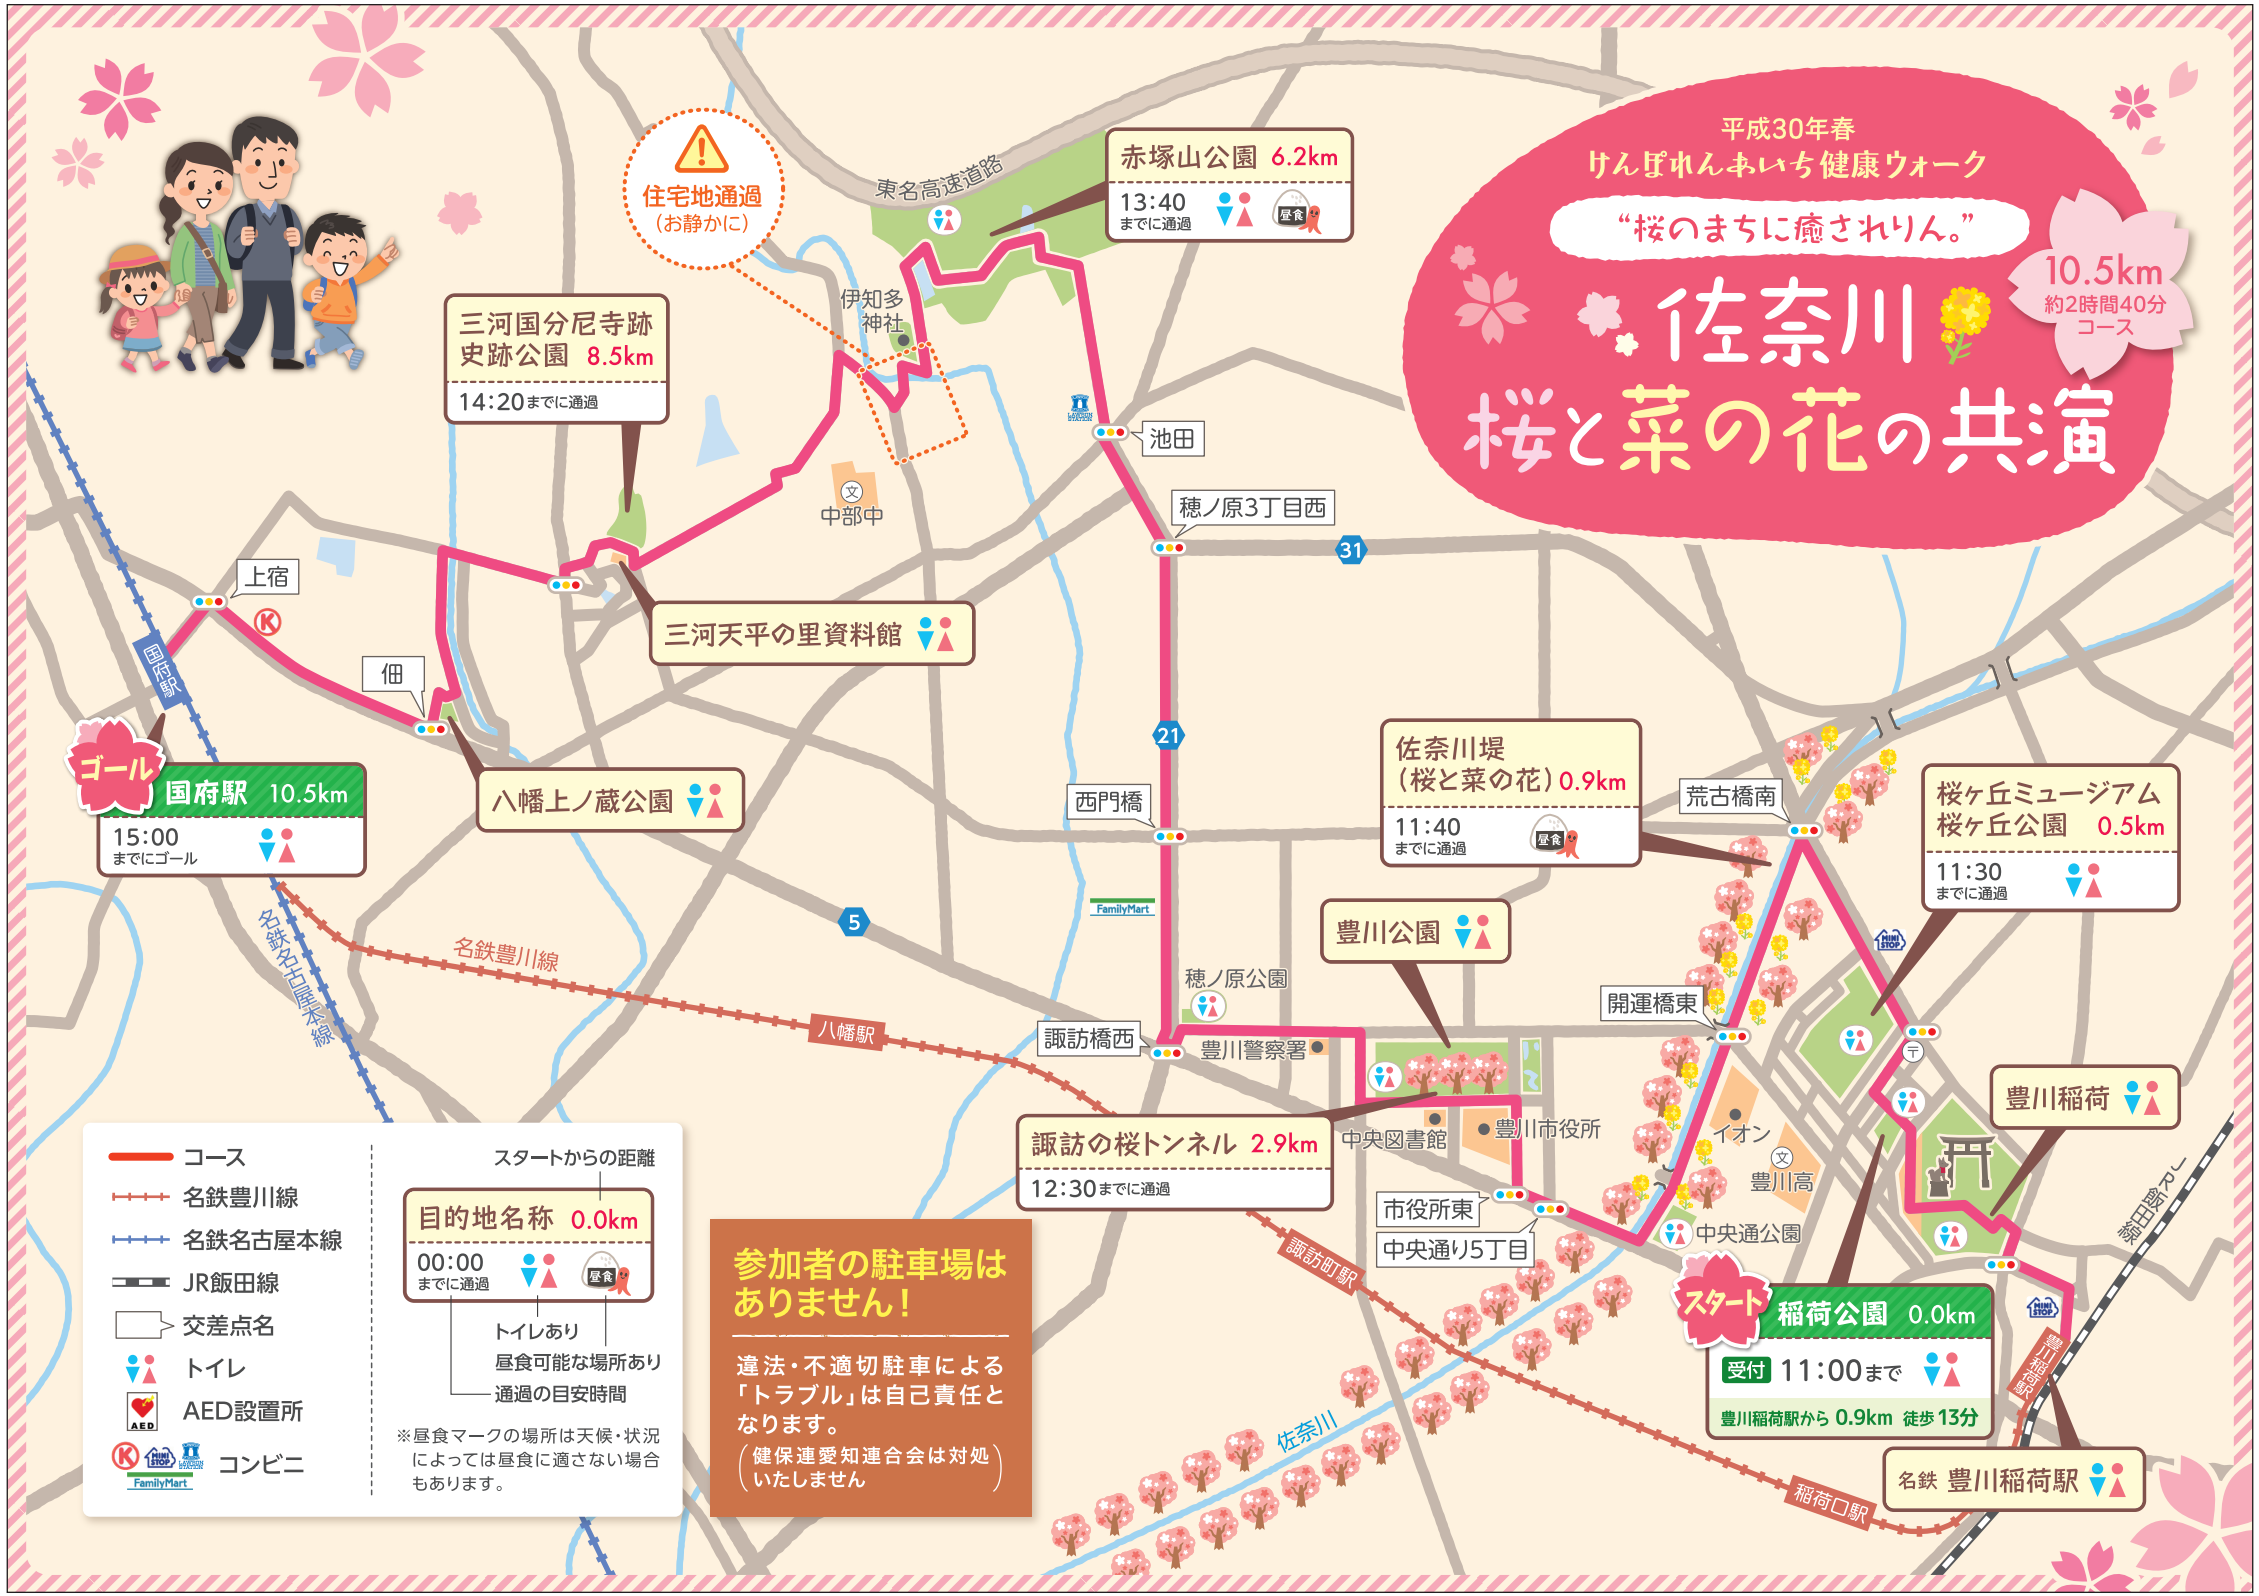 平成30年春
けんぽれんあいち健康ウォーク
“桜のまちに癒されりん。”
佐奈川
桜と菜の花の共演
10.5km
約2時間40分
コース
住宅地通過
(お静かに)
東名高速道路
赤塚山公園 6.2km
13:40
までに通過
昼食
伊知多
神社
三河国分尼寺跡
史跡公園 8.5km
14:20までに通過
LAWSON
STATION
池田
穂ノ原3丁目西
31
文
中部中
上宿
K
国府駅
佃
三河天平の里資料館
21
ゴール
国府駅 10.5km
15:00
までにゴール
八幡上ノ蔵公園
西門橋
佐奈川堤
(桜と菜の花)0.9km
11:40
までに通過
昼食
荒古橋南
桜ヶ丘ミュージアム
桜ヶ丘公園 0.5km
11:30
までに通過
MINI
STOP
5
FamilyMart
豊川公園
名鉄名古屋本線
名鉄豊川線
八幡駅
穂ノ原公園
諏訪橋西
豊川警察署
開運橋東
〒
豊川稲荷
諏訪の桜トンネル 2.9km
12:30までに通過
中央図書館
豊川市役所
イオン
文
豊川高
市役所東
中央通り5丁目
中央通公園
JR飯田線
諏訪町駅
スタート
稲荷公園 0.0km
受付 11:00まで
豊川稲荷駅から 0.9km 徒歩 13分
MINI
STOP
豊川稲荷駅
名鉄 豊川稲荷駅
稲荷口駅
佐奈川
コース
名鉄豊川線
名鉄名古屋本線
JR飯田線
交差点名
トイレ
AED
AED設置所
K
MINI
STOP
LAWSON
STATION
FamilyMart
コンビニ
スタートからの距離
目的地名称 0.0km
00:00
までに通過
昼食
トイレあり
昼食可能な場所あり
通過の目安時間
※昼食マークの場所は天候・状況
によっては昼食に適さない場合
もあります。
参加者の駐車場は
ありません！
違法・不適切駐車による
「トラブル」は自己責任と
なります。
(健保連愛知連合会は対処
いたしません)